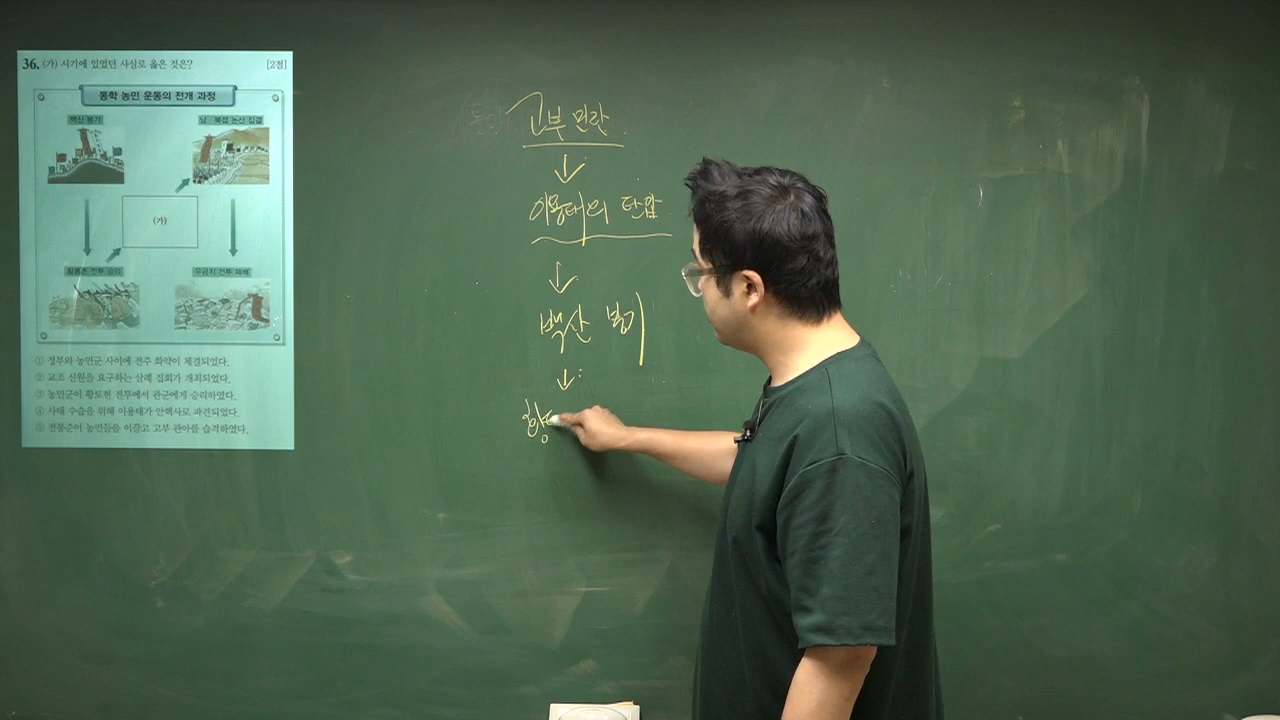 36. (가) 시기에 있었던 사실로 옳은 것은? [2점]
동학 농민 운동의 전개 과정
백산 봉기
남·북접 논산 집결
(가)
황룡촌 전투 승리
우금치 전투 패배
① 정부와 농민군 사이에 전주 화약이 체결되었다.
② 교조 신원을 요구하는 삼례 집회가 개최되었다.
③ 농민군이 황토현 전투에서 관군에게 승리하였다.
④ 사태 수습을 위해 이용태가 안핵사로 파견되었다.
⑤ 전봉준이 농민들을 이끌고 고부 관아를 습격하였다.
고부 민란
↓
이용태의 탄압
↓
백산 봉기
↓